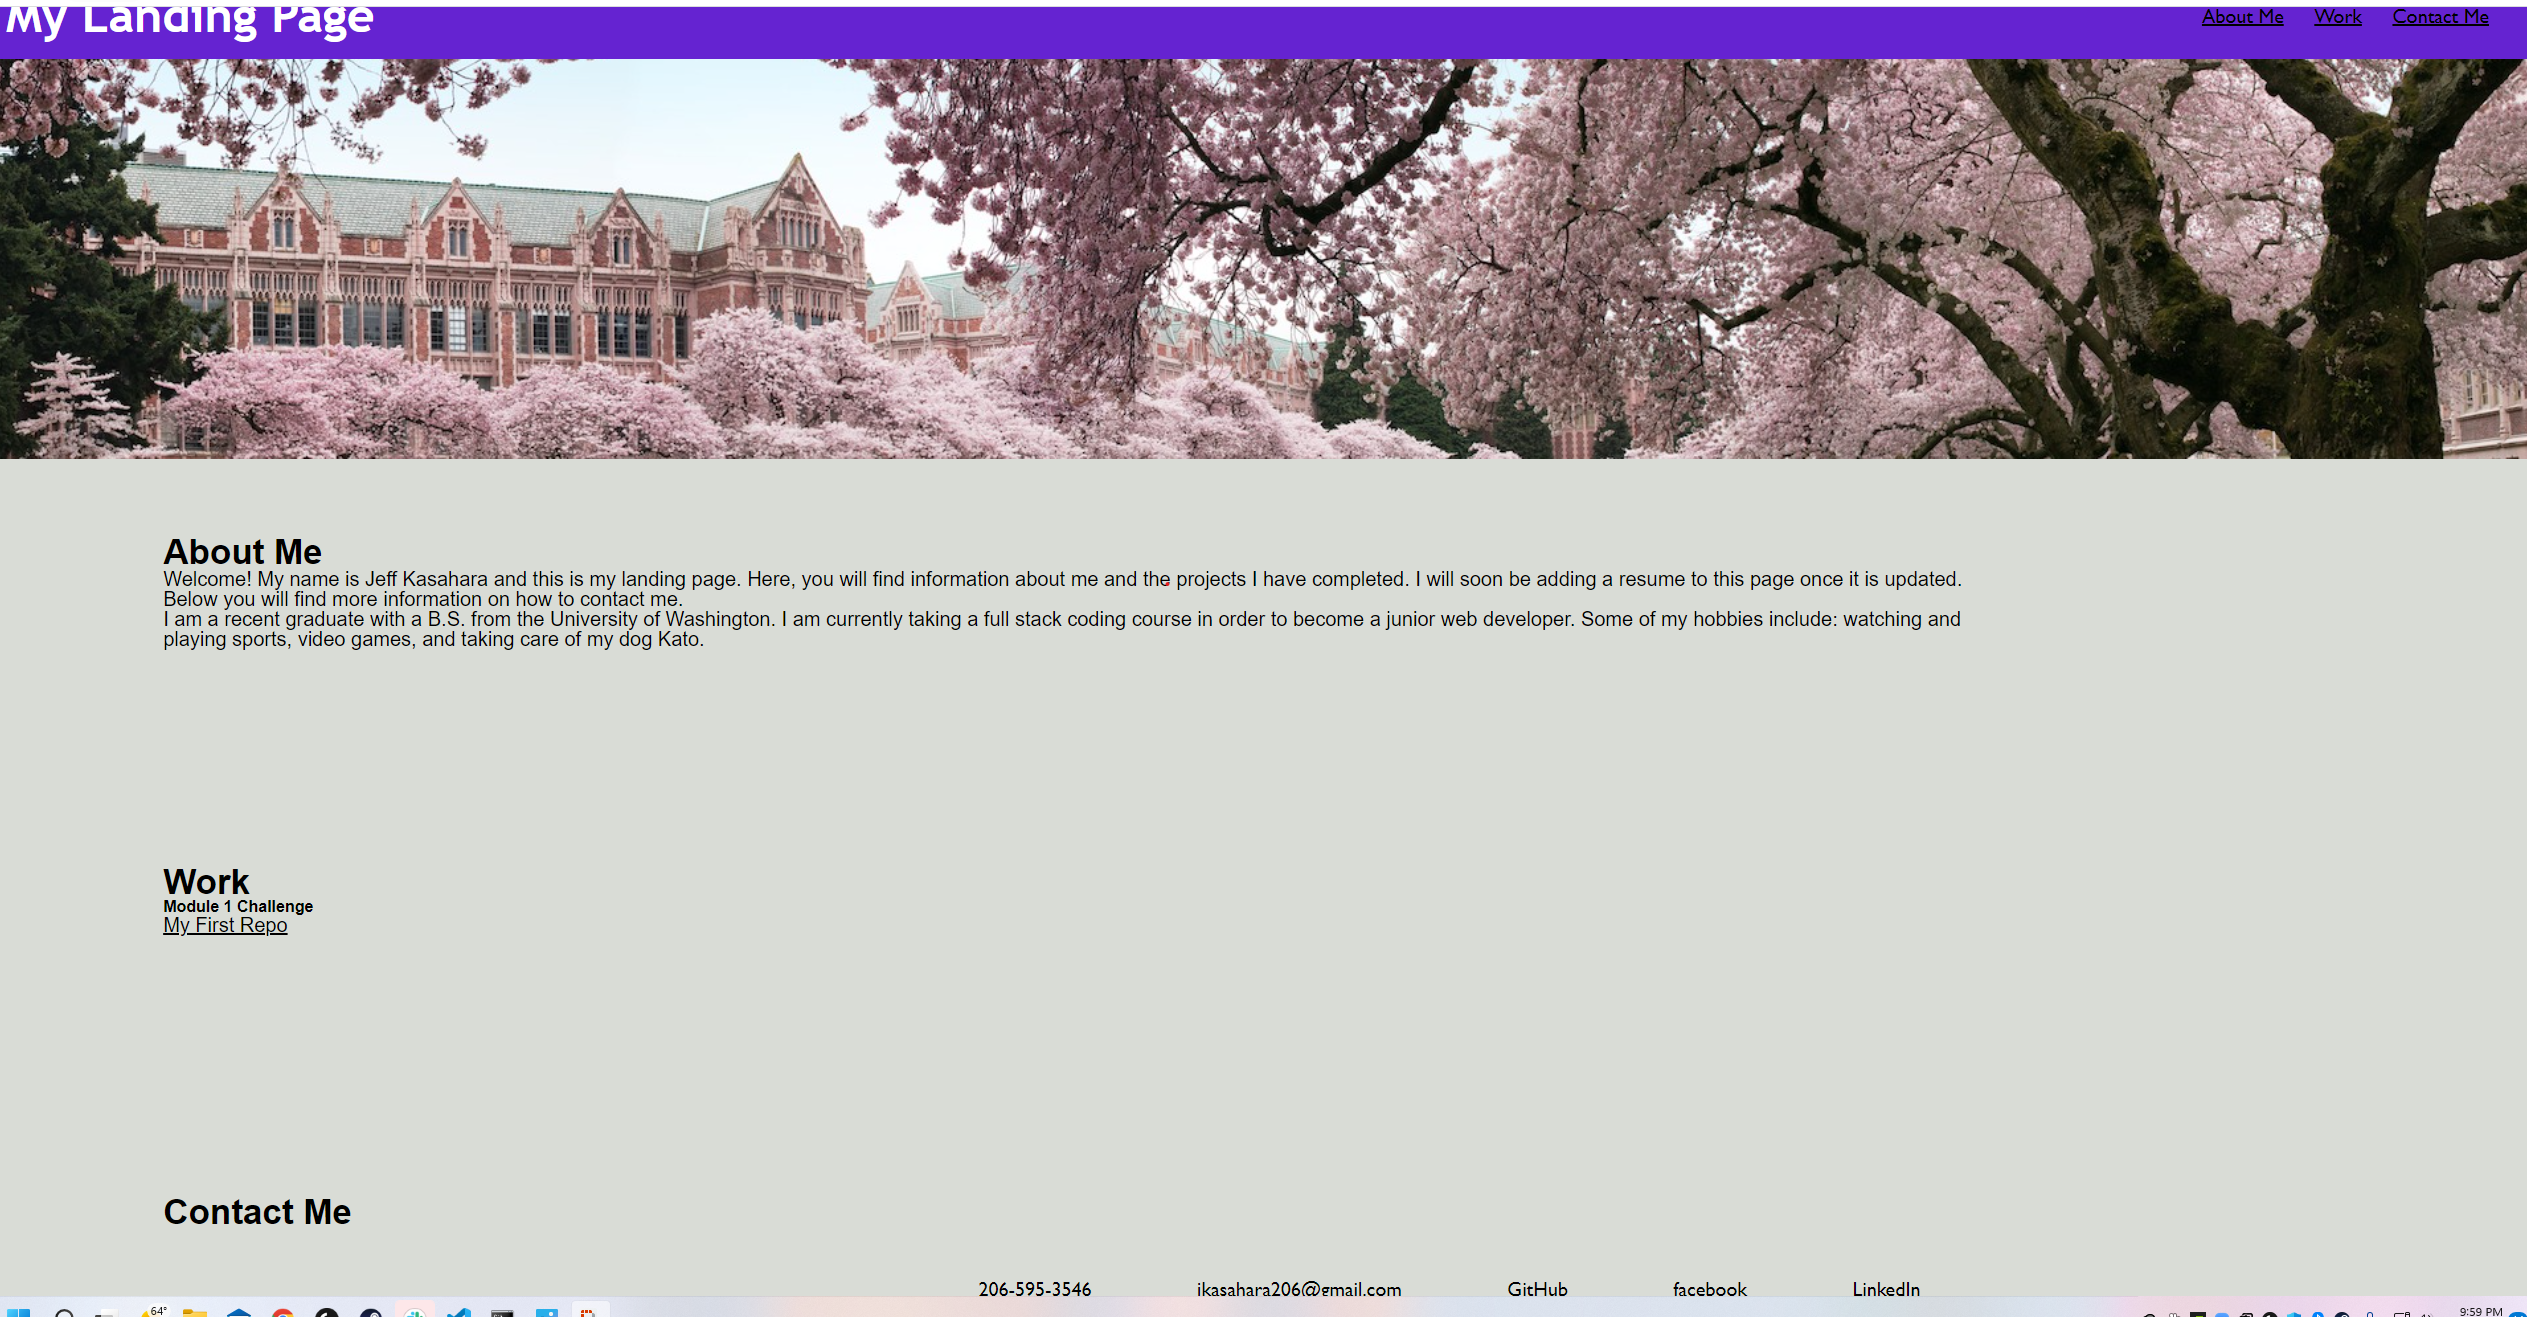 My Landing Page
About Me Work Contact Me
About Me
Welcome! My name is Jeff Kasahara and this is my landing page. Here, you will find information about me and the projects I have completed. I will soon be adding a resume to this page once it is updated.
Below you will find more information on how to contact me.
I am a recent graduate with a B.S. from the University of Washington. I am currently taking a full stack coding course in order to become a junior web developer. Some of my hobbies include: watching and
playing sports, video games, and taking care of my dog Kato.
Work
Module 1 Challenge
My First Repo
Contact Me
206-595-3546 jkasahara206@gmail.com GitHub facebook LinkedIn
64°
9:59 PM